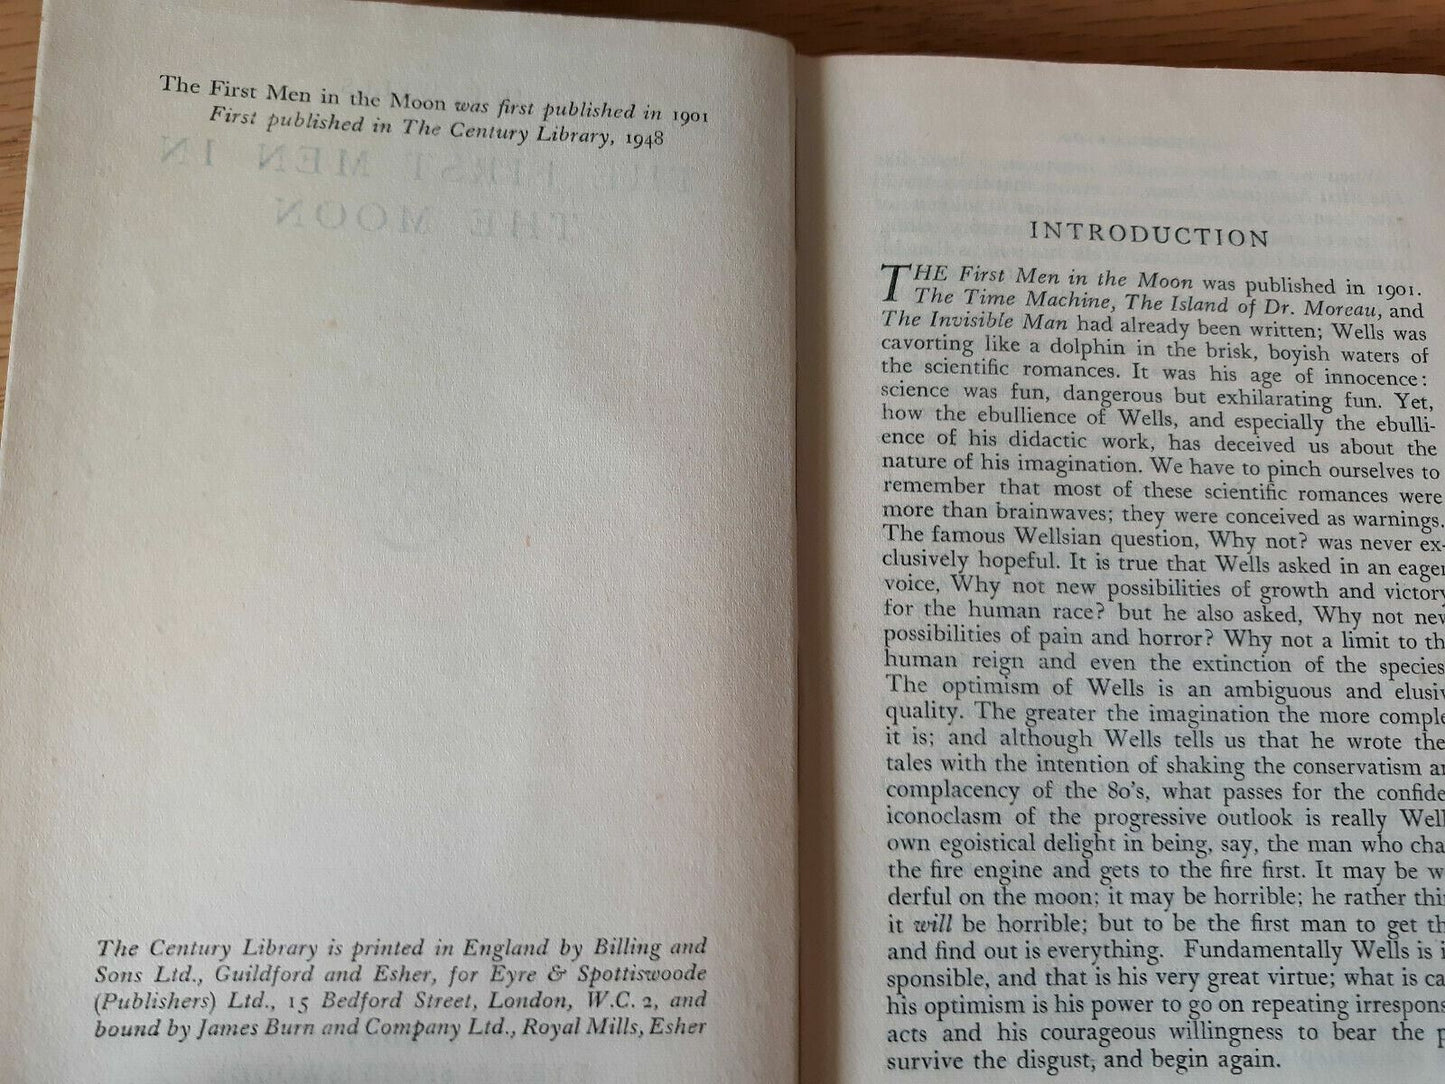 The First Men in the Moon was first published in 1901
First published in The Century Library, 1948
THE FIRST MEN IN
THE MOON
The Century Library is printed in England by Billing and
Sons Ltd., Guildford and Esher, for Eyre & Spottiswoode
(Publishers) Ltd., 15 Bedford Street, London, W.C. 2, and
bound by James Burn and Company Ltd., Royal Mills, Esher
INTRODUCTION
THE First Men in the Moon was published in 1901.
The Time Machine, The Island of Dr. Moreau, and
The Invisible Man had already been written; Wells was
cavorting like a dolphin in the brisk, boyish waters of
the scientific romances. It was his age of innocence:
science was fun, dangerous but exhilarating fun. Yet,
how the ebullience of Wells, and especially the ebulli-
ence of his didactic work, has deceived us about the
nature of his imagination. We have to pinch ourselves to
remember that most of these scientific romances were
more than brainwaves; they were conceived as warnings.
The famous Wellsian question, Why not? was never ex-
clusively hopeful. It is true that Wells asked in an eager
voice, Why not new possibilities of growth and victory
for the human race? but he also asked, Why not new
possibilities of pain and horror? Why not a limit to th
human reign and even the extinction of the species
The optimism of Wells is an ambiguous and elusiv
quality. The greater the imagination the more comple
it is; and although Wells tells us that he wrote the
tales with the intention of shaking the conservatism a
complacency of the 80's, what passes for the confide
iconoclasm of the progressive outlook is really Well
own egoistical delight in being, say, the man who cha
the fire engine and gets to the fire first. It may be w
derful on the moon; it may be horrible; he rather thi
it will be horrible; but to be the first man to get th
and find out is everything. Fundamentally Wells is i
sponsible, and that is his very great virtue; what is ca
his optimism is his power to go on repeating irrespons
acts and his courageous willingness to bear the p
survive the disgust, and begin again.